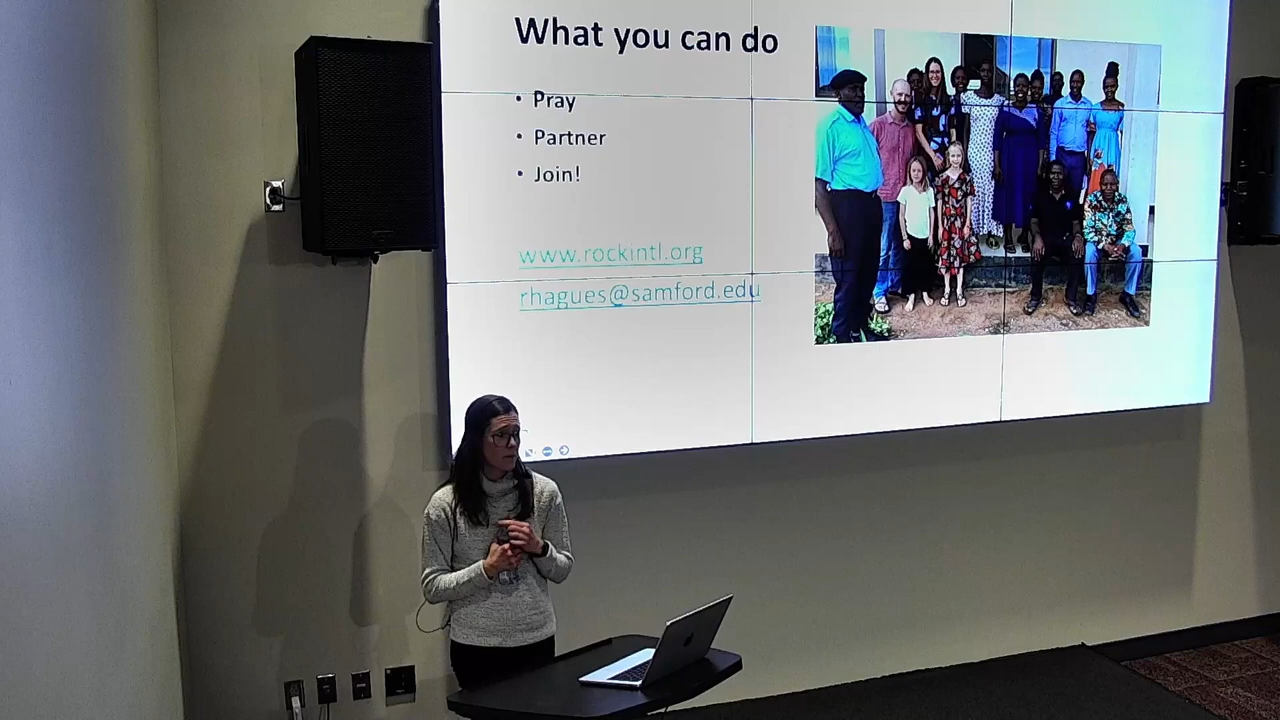 What you can do
• Pray
• Partner
• Join!
www.rockintl.org
rhagues@samford.edu